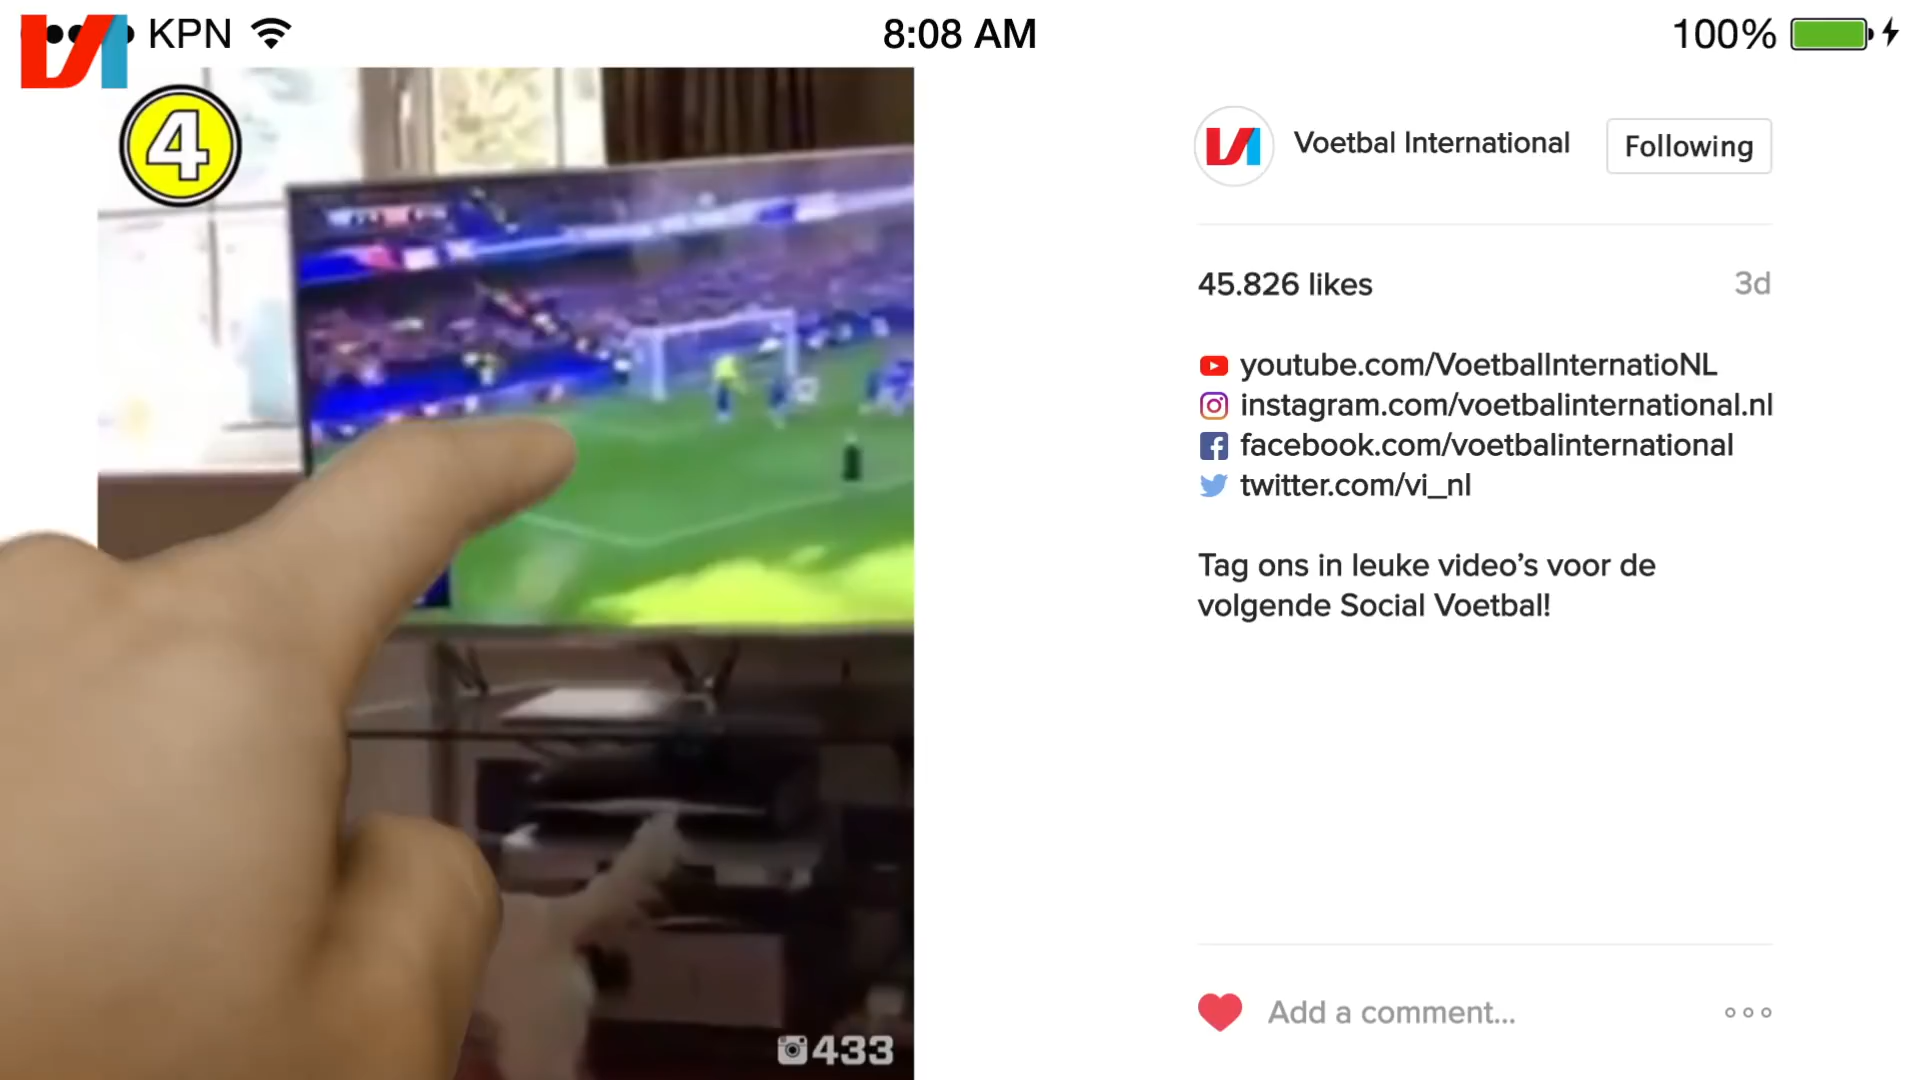 KPN
8:08 AM
100%
4
Voetbal International
Following
45.826 likes
3d
youtube.com/VoetbalInternatioNL
instagram.com/voetbalinternational.nl
facebook.com/voetbalinternational
twitter.com/vi_nl
Tag ons in leuke video’s voor de
volgende Social Voetbal!
Add a comment...
433